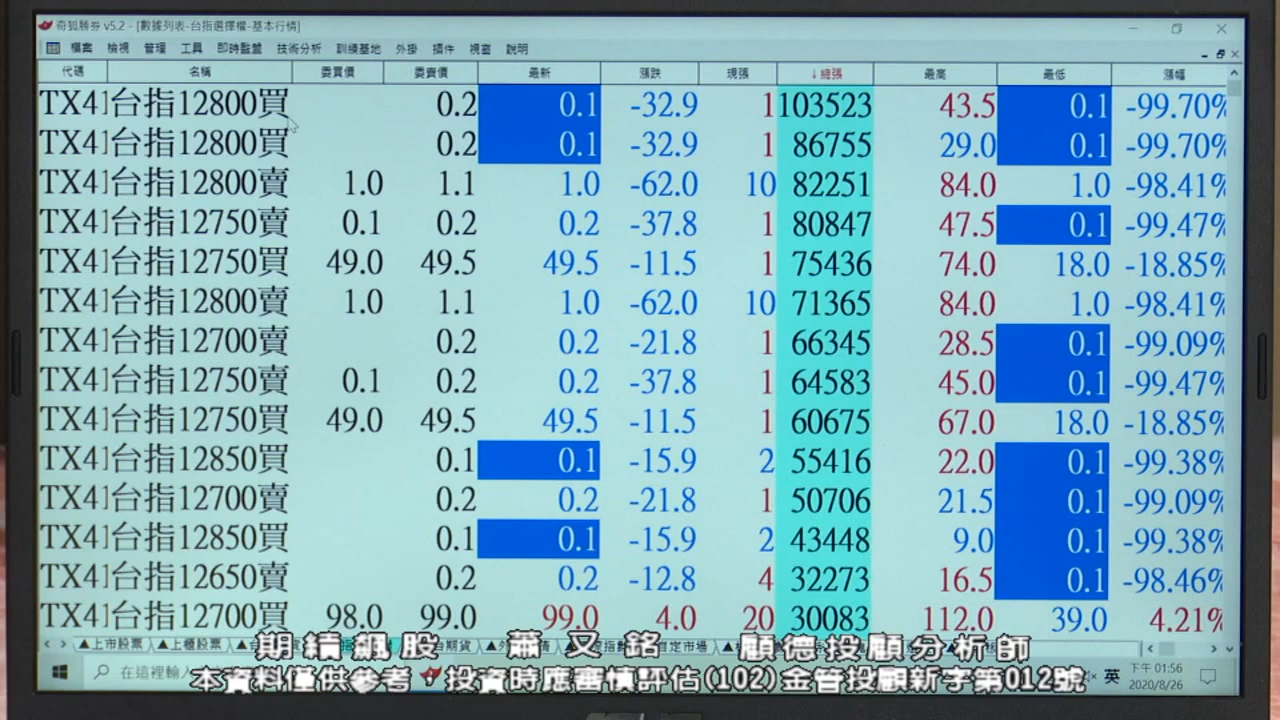 奇狐勝券 v5.2 - [數據列表-台指選擇權-基本行情]
檔案 檢視 管理 工具 即時監盤 技術分析 訓練基地 外掛 插件 視窗 說明
代碼 名稱 委買價 委賣價 最新 漲跌 現張 ↓總張 最高 最低 漲幅
TX41 台指12800買 0.2 0.1 -32.9 1 103523 43.5 0.1 -99.70%
TX41 台指12800買 0.2 0.1 -32.9 1 86755 29.0 0.1 -99.70%
TX41 台指12800賣 1.0 1.1 1.0 -62.0 10 82251 84.0 1.0 -98.41%
TX41 台指12750賣 0.1 0.2 0.2 -37.8 1 80847 47.5 0.1 -99.47%
TX41 台指12750買 49.0 49.5 49.5 -11.5 1 75436 74.0 18.0 -18.85%
TX41 台指12800賣 1.0 1.1 1.0 -62.0 10 71365 84.0 1.0 -98.41%
TX41 台指12700賣 0.2 0.2 -21.8 1 66345 28.5 0.1 -99.09%
TX41 台指12750賣 0.1 0.2 0.2 -37.8 1 64583 45.0 0.1 -99.47%
TX41 台指12750買 49.0 49.5 49.5 -11.5 1 60675 67.0 18.0 -18.85%
TX41 台指12850買 0.1 0.1 -15.9 2 55416 22.0 0.1 -99.38%
TX41 台指12700賣 0.2 0.2 -21.8 1 50706 21.5 0.1 -99.09%
TX41 台指12850買 0.1 0.1 -15.9 2 43448 9.0 0.1 -99.38%
TX41 台指12650賣 0.2 0.2 -12.8 4 32273 16.5 0.1 -98.46%
TX41 台指12700買 98.0 99.0 99.0 4.0 20 30083 112.0 39.0 4.21%
▲上市股票 ▲上櫃股票
期績飆股 蕭又銘 顧德投顧分析師
在這裡輸入 英 下午 01:56
2020/8/26
本資料僅供參考 投資時應審慎評估(102)金管投顧新字第012號